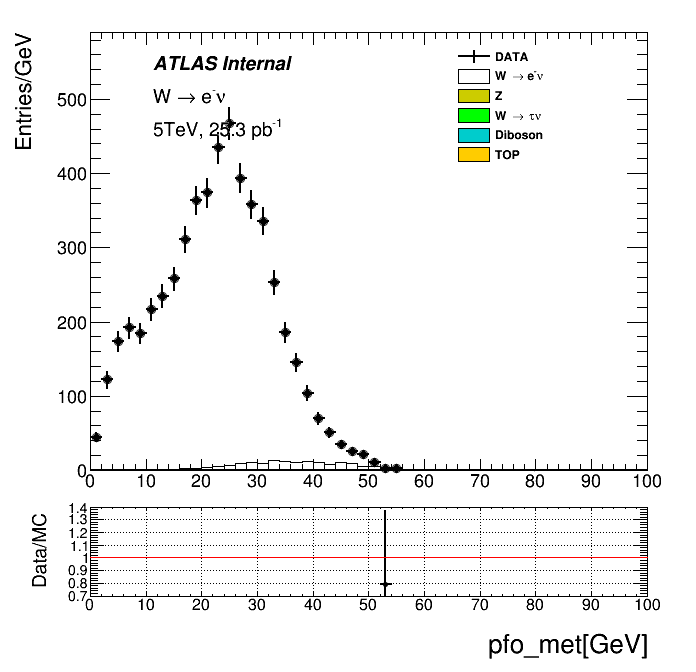 Entries/GeV
ATLAS Internal
W → e⁻ν
5TeV, 25.3 pb⁻¹
DATA
W → e⁻ν
Z
W → τν
Diboson
TOP
500
400
300
200
100
0
0 10 20 30 40 50 60 70 80 90 100
Data/MC
1.4
1.3
1.2
1.1
1
0.9
0.8
0.7
0 10 20 30 40 50 60 70 80 90 100
pfo_met[GeV]